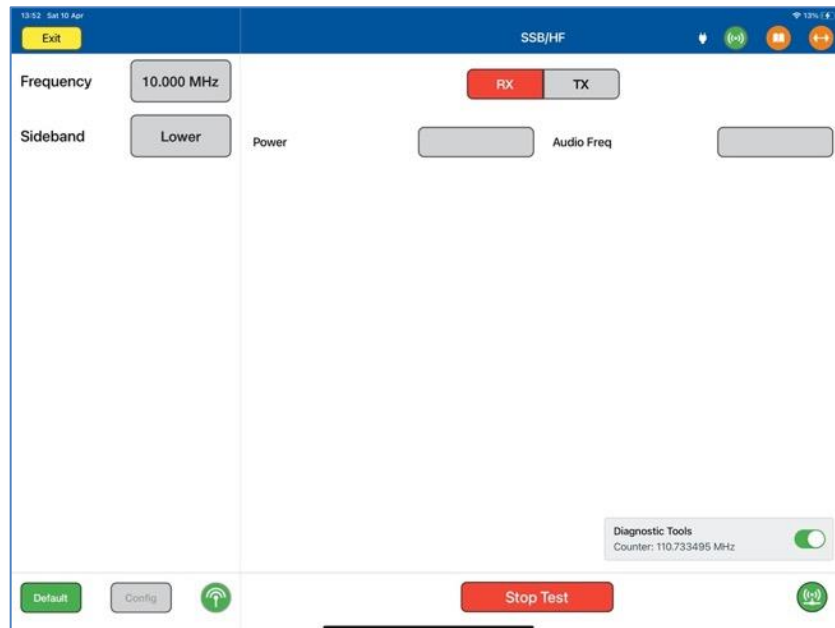 13:52 Sat 10 Apr
13%
Exit
SSB/HF
Frequency
10.000 MHz
RX
TX
Sideband
Lower
Power
Audio Freq
Diagnostic Tools
Counter: 110.733495 MHz
Default
Config
Stop Test